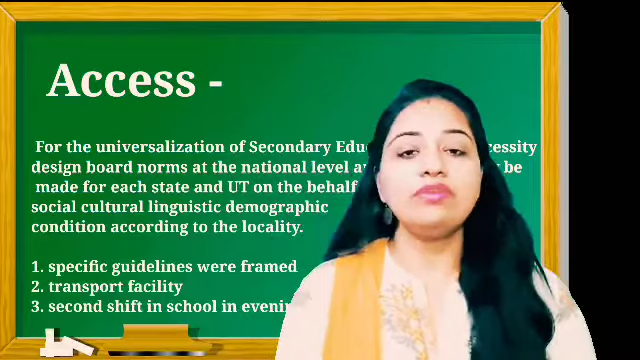 Access -
For the universalization of Secondary cessity
design board norms at the national level be
made for each state and UT on the behalf
social cultural linguistic demographic
condition according to the locality.
1. specific guidelines were framed
2. transport facility
3. second shift in school in